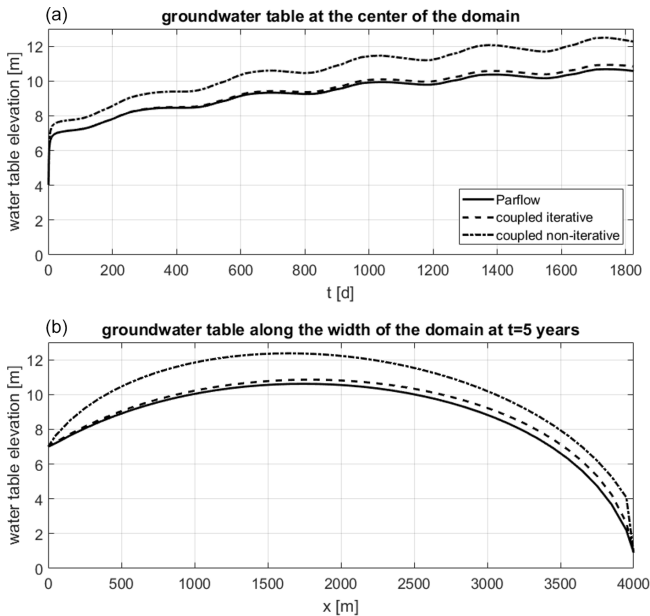 (a)
groundwater table at the center of the domain
water table elevation [m]
12
10
8
6
4
2
0
0 200 400 600 800 1000 1200 1400 1600 1800
t [d]
Parflow
coupled iterative
coupled non-iterative
(b)
groundwater table along the width of the domain at t=5 years
water table elevation [m]
12
10
8
6
4
2
0
0 500 1000 1500 2000 2500 3000 3500 4000
x [m]